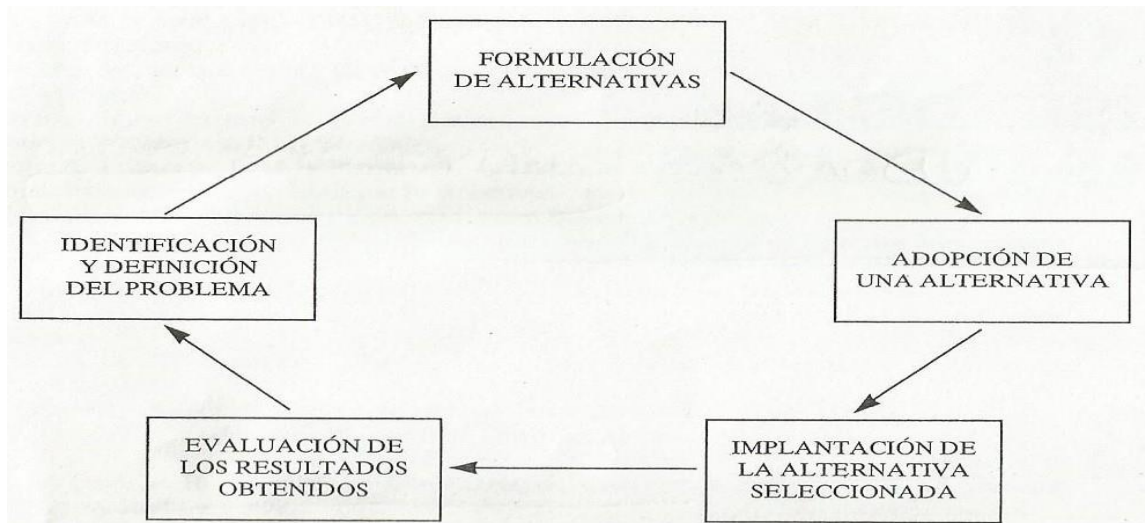 FORMULACIÓN
DE ALTERNATIVAS
IDENTIFICACIÓN
Y DEFINICIÓN
DEL PROBLEMA
ADOPCIÓN DE
UNA ALTERNATIVA
EVALUACIÓN DE
LOS RESULTADOS
OBTENIDOS
IMPLANTACIÓN DE
LA ALTERNATIVA
SELECCIONADA